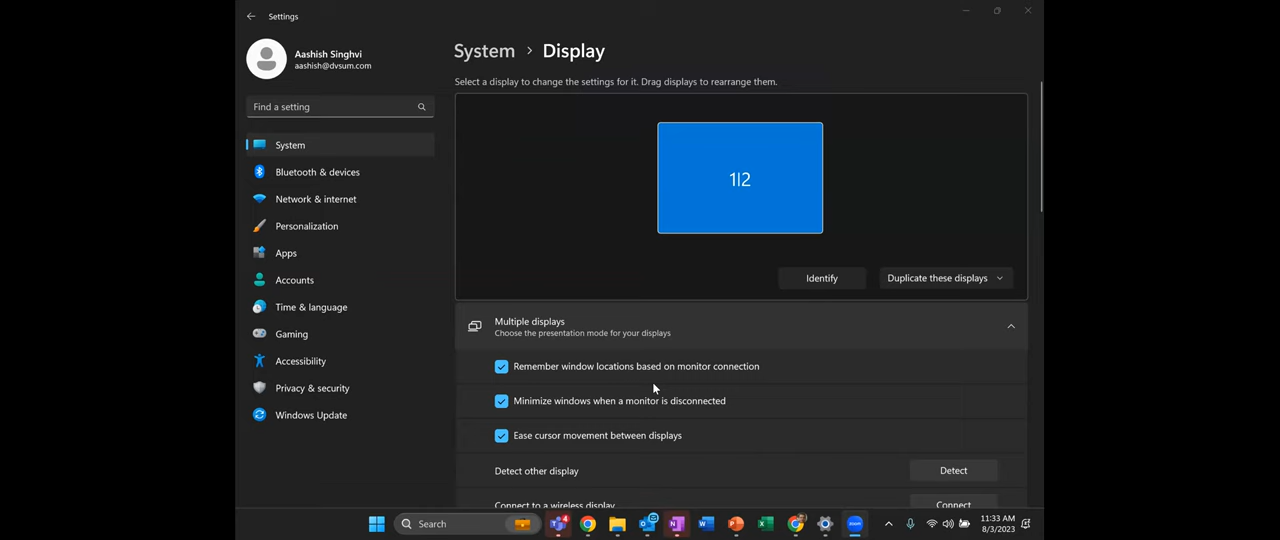 Settings
Aashish Singhvi
aashish@dvsum.com
Find a setting
System
Bluetooth & devices
Network & internet
Personalization
Apps
Accounts
Time & language
Gaming
Accessibility
Privacy & security
Windows Update
System > Display
Select a display to change the settings for it. Drag displays to rearrange them.
1|2
Identify
Duplicate these displays
Multiple displays
Choose the presentation mode for your displays
Remember window locations based on monitor connection
Minimize windows when a monitor is disconnected
Ease cursor movement between displays
Detect other display
Detect
Connect to a wireless display
Connect
Search
4
zoom
11:33 AM
8/3/2023